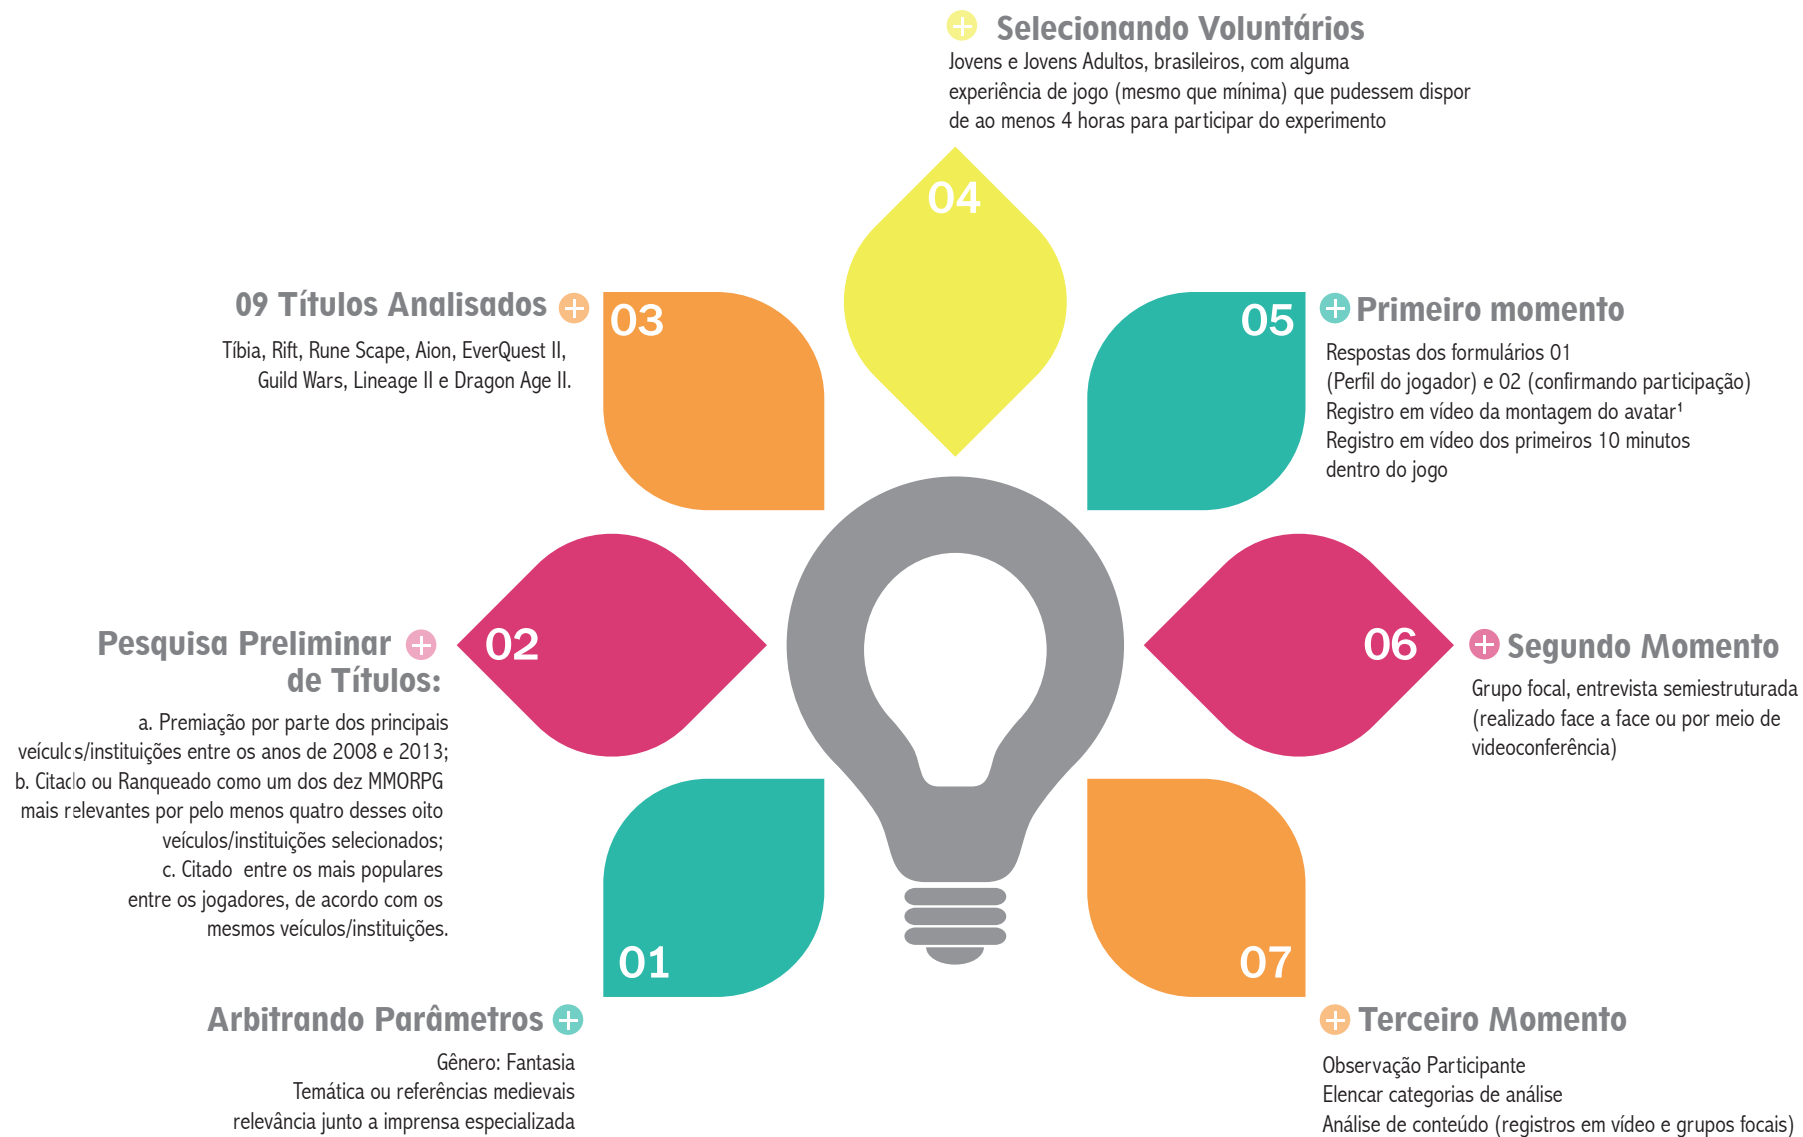 Selecionando Voluntários
Jovens e Jovens Adultos, brasileiros, com alguma
experiência de jogo (mesmo que mínima) que pudessem dispor
de ao menos 4 horas para participar do experimento
04
09 Títulos Analisados
Tíbia, Rift, Rune Scape, Aion, EverQuest II,
Guild Wars, Lineage II e Dragon Age II.
03
05
Primeiro momento
Respostas dos formulários 01
(Perfil do jogador) e 02 (confirmando participação)
Registro em vídeo da montagem do avatar¹
Registro em vídeo dos primeiros 10 minutos
dentro do jogo
Pesquisa Preliminar
de Títulos:
a. Premiação por parte dos principais
veículos/instituições entre os anos de 2008 e 2013;
b. Citado ou Ranqueado como um dos dez MMORPG
mais relevantes por pelo menos quatro desses oito
veículos/instituições selecionados;
c. Citado entre os mais populares
entre os jogadores, de acordo com os
mesmos veículos/instituições.
02
06
Segundo Momento
Grupo focal, entrevista semiestruturada
(realizado face a face ou por meio de
videoconferência)
01
Arbitrando Parâmetros
Gênero: Fantasia
Temática ou referências medievais
relevância junto a imprensa especializada
07
Terceiro Momento
Observação Participante
Elencar categorias de análise
Análise de conteúdo (registros em vídeo e grupos focais)